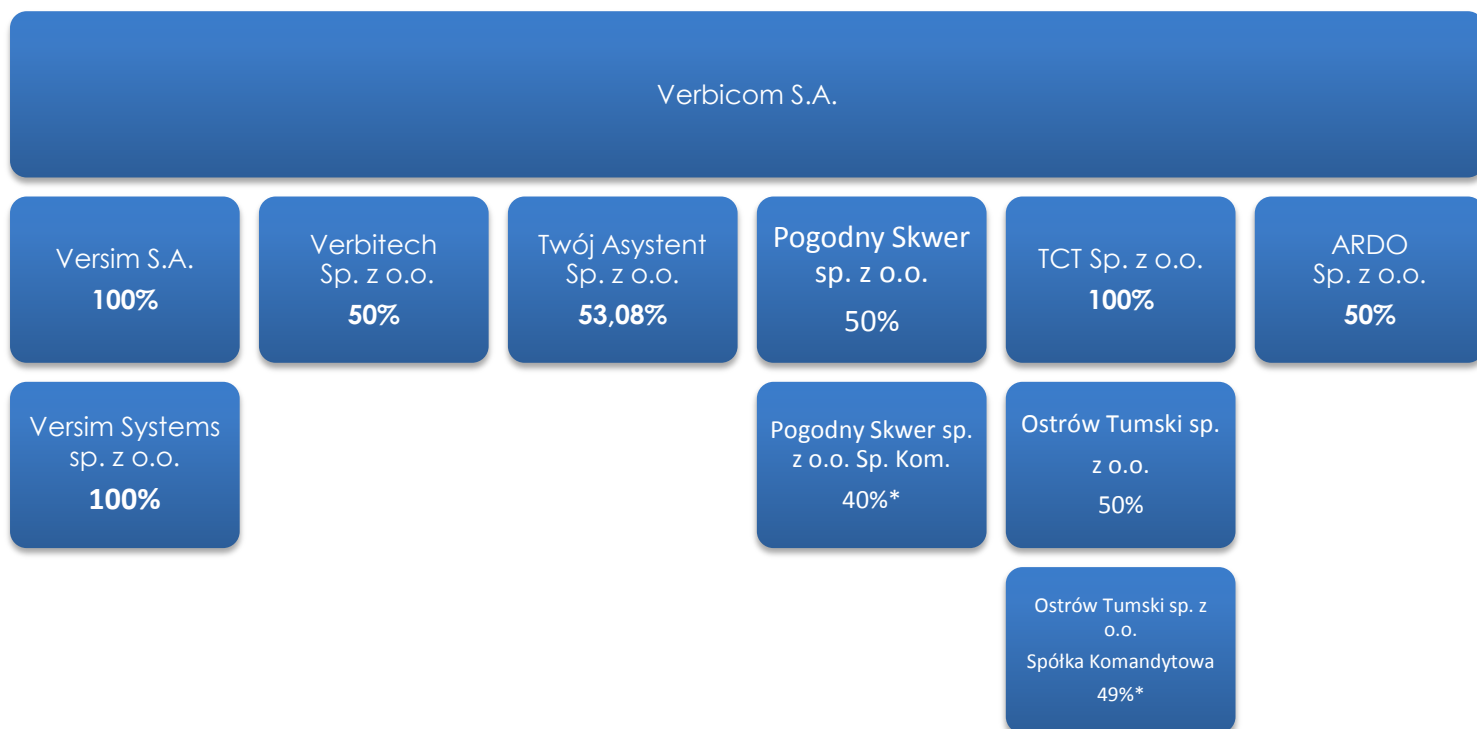 Verbicom S.A.
Versim S.A.
100%
Verbitech
Sp. z o.o.
50%
Twój Asystent
Sp. z o.o.
53,08%
Pogodny Skwer
sp. z o.o.
50%
TCT Sp. z o.o.
100%
ARDO
Sp. z o.o.
50%
Versim Systems
sp. z o.o.
100%
Pogodny Skwer sp.
z o.o. Sp. Kom.
40%*
Ostrów Tumski sp.
z o.o.
50%
Ostrów Tumski sp. z
o.o.
Spółka Komandytowa
49%*